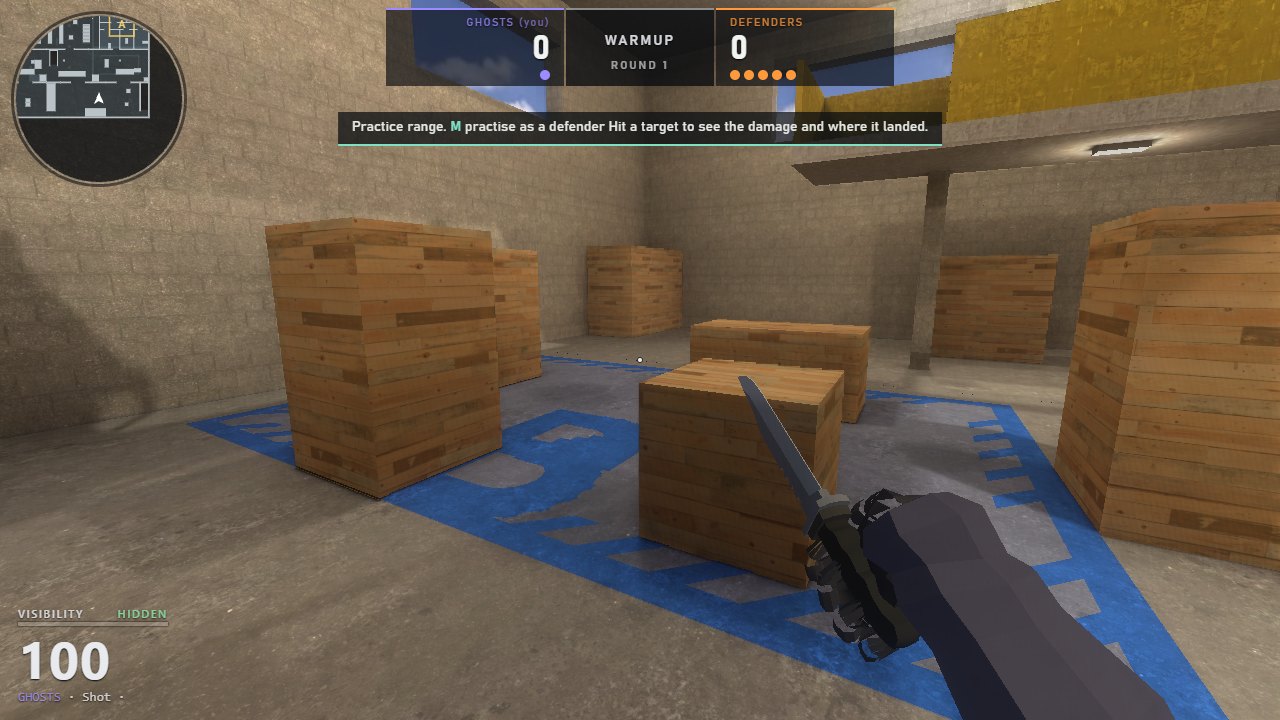 GHOSTS (you)
0
WARMUP
ROUND 1
DEFENDERS
0
A
Practice range. M practise as a defender Hit a target to see the damage and where it landed.
VISIBILITY HIDDEN
100
GHOSTS · Shot ·